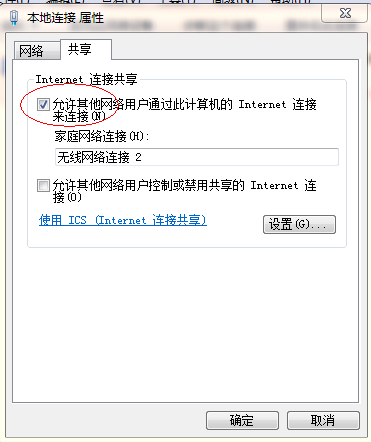 本地连接 属性
网络 共享
Internet 连接共享
允许其他网络用户通过此计算机的 Internet 连接
来连接(N)
家庭网络连接(H):
无线网络连接 2
允许其他网络用户控制或禁用共享的 Internet 连
接(O)
使用 ICS (Internet 连接共享)
设置(G)...
确定 取消